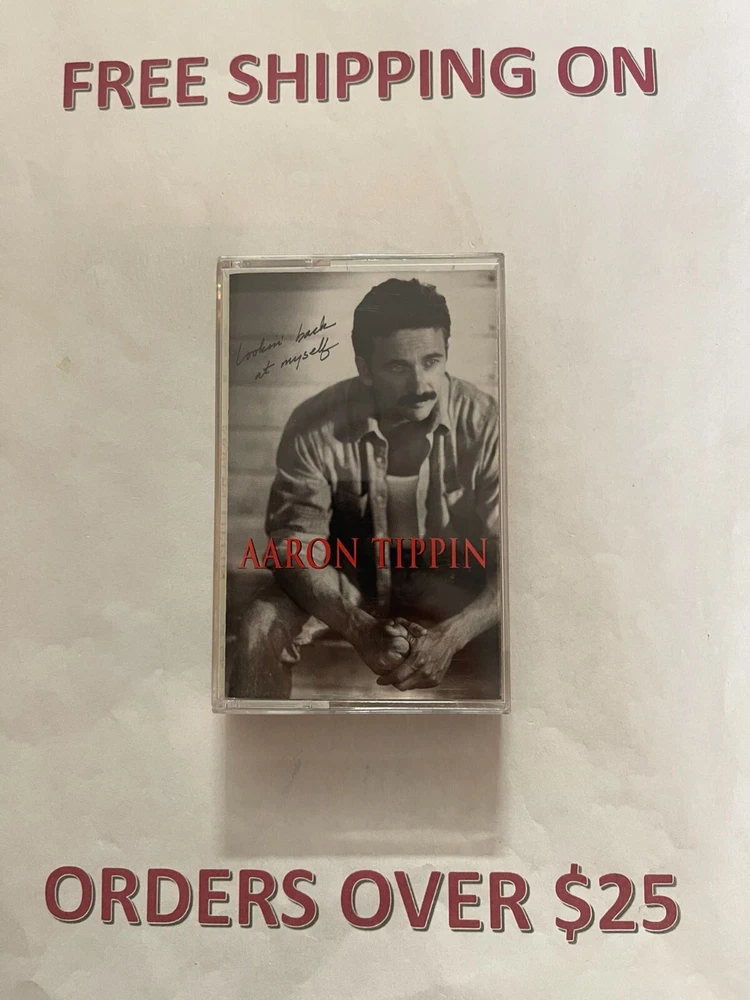 FREE SHIPPING ON
Lookin' back
at myself
AARON TIPPIN
ORDERS OVER $25